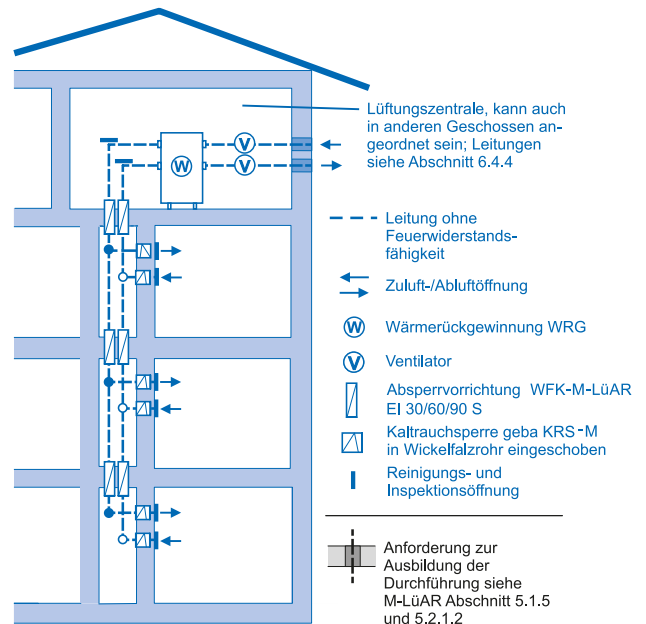 Lüftungszentrale, kann auch
in anderen Geschossen an-
geordnet sein; Leitungen
siehe Abschnitt 6.4.4
V
W
V
Leitung ohne
Feuerwiderstands-
fähigkeit
Zuluft-/Abluftöffnung
W Wärmerückgewinnung WRG
V Ventilator
Absperrvorrichtung WFK-M-LüAR
EI 30/60/90 S
Kaltrauchsperre geba KRS-M
in Wickelfalzrohr eingeschoben
Reinigungs- und
Inspektionsöffnung
Anforderung zur
Ausbildung der
Durchführung siehe
M-LüAR Abschnitt 5.1.5
und 5.2.1.2